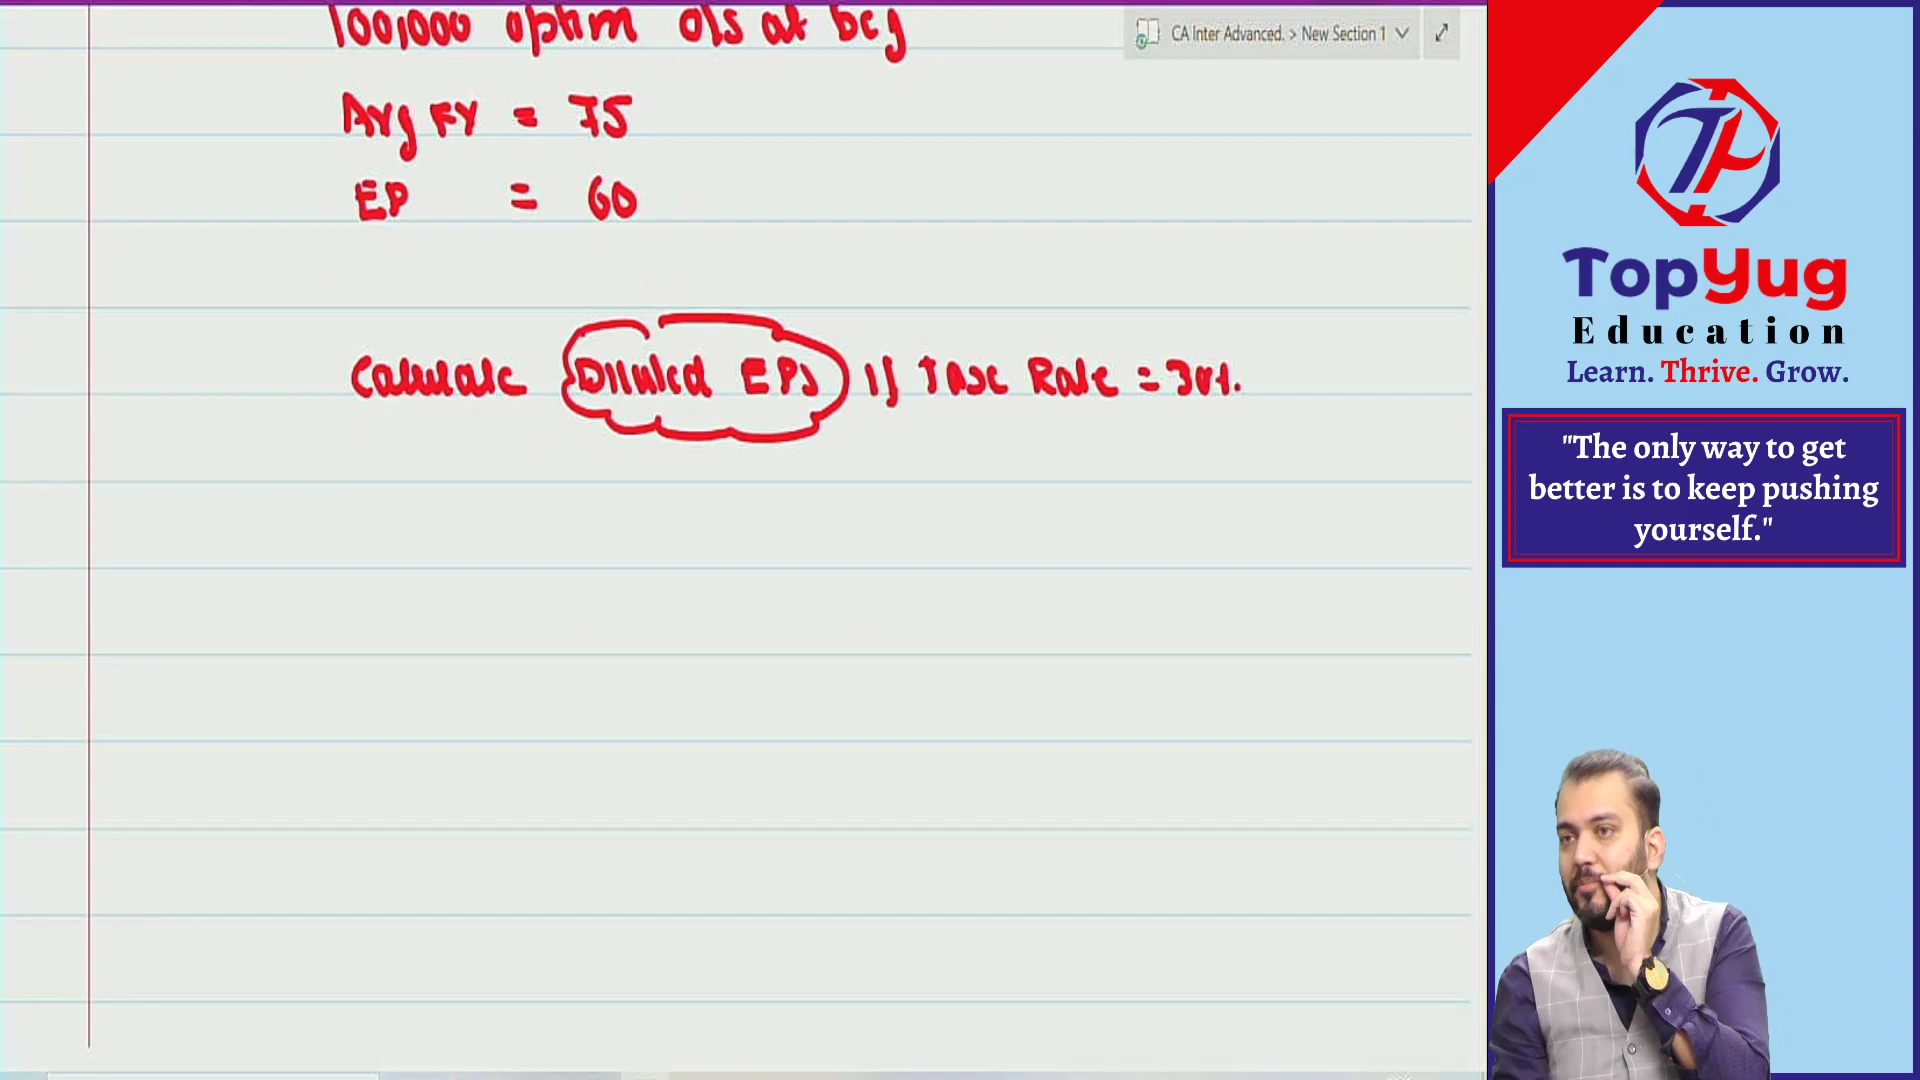 100,000 option o/s at beg
CA Inter Advanced. > New Section 1
Avg FV = 75
EP = 60
Calculate Diluted EPS if Tax Rate = 30%.
TopYug
Education
Learn. Thrive. Grow.
"The only way to get
better is to keep pushing
yourself."